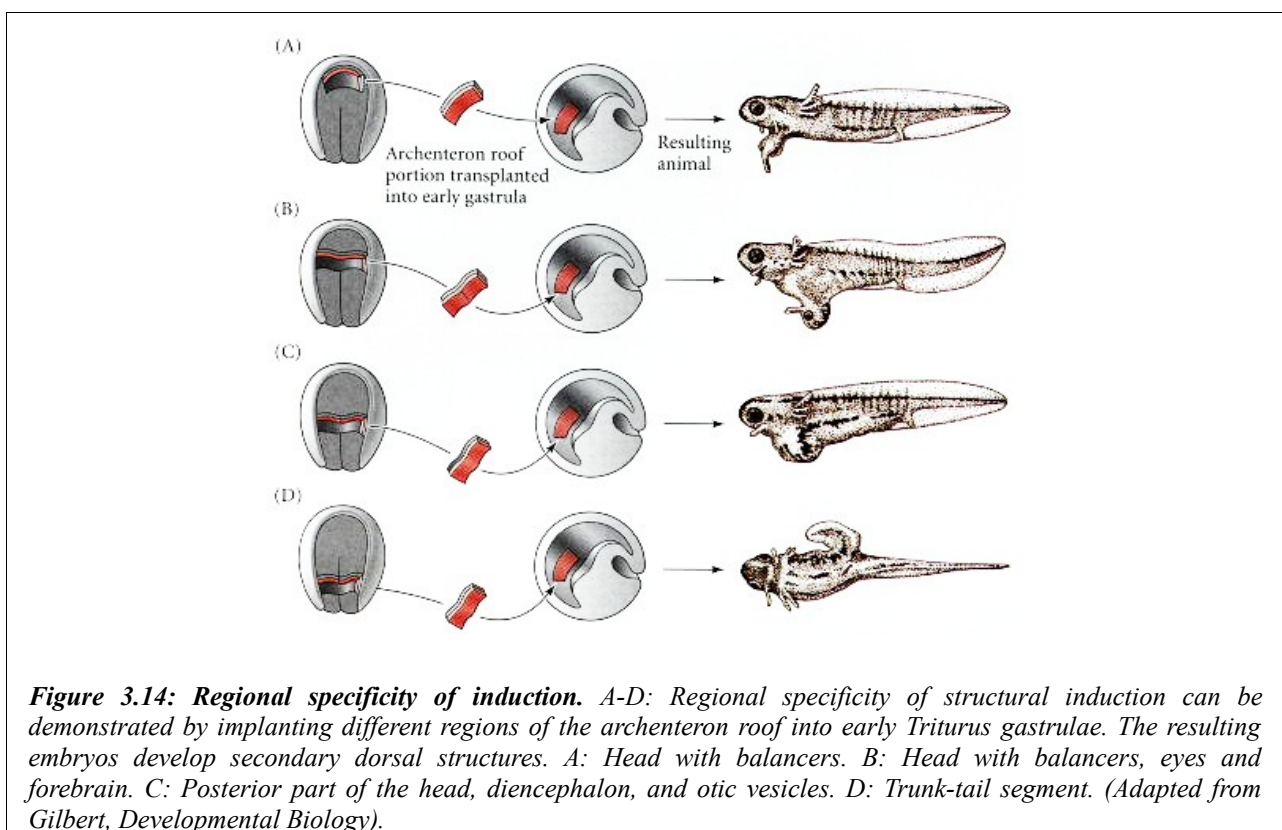 (A)
Archenteron roof
portion transplanted
into early gastrula
Resulting
animal
(B)
(C)
(D)
Figure 3.14: Regional specificity of induction. A-D: Regional specificity of structural induction can be
demonstrated by implanting different regions of the archenteron roof into early Triturus gastrulae. The resulting
embryos develop secondary dorsal structures. A: Head with balancers. B: Head with balancers, eyes and
forebrain. C: Posterior part of the head, diencephalon, and otic vesicles. D: Trunk-tail segment. (Adapted from
Gilbert, Developmental Biology).